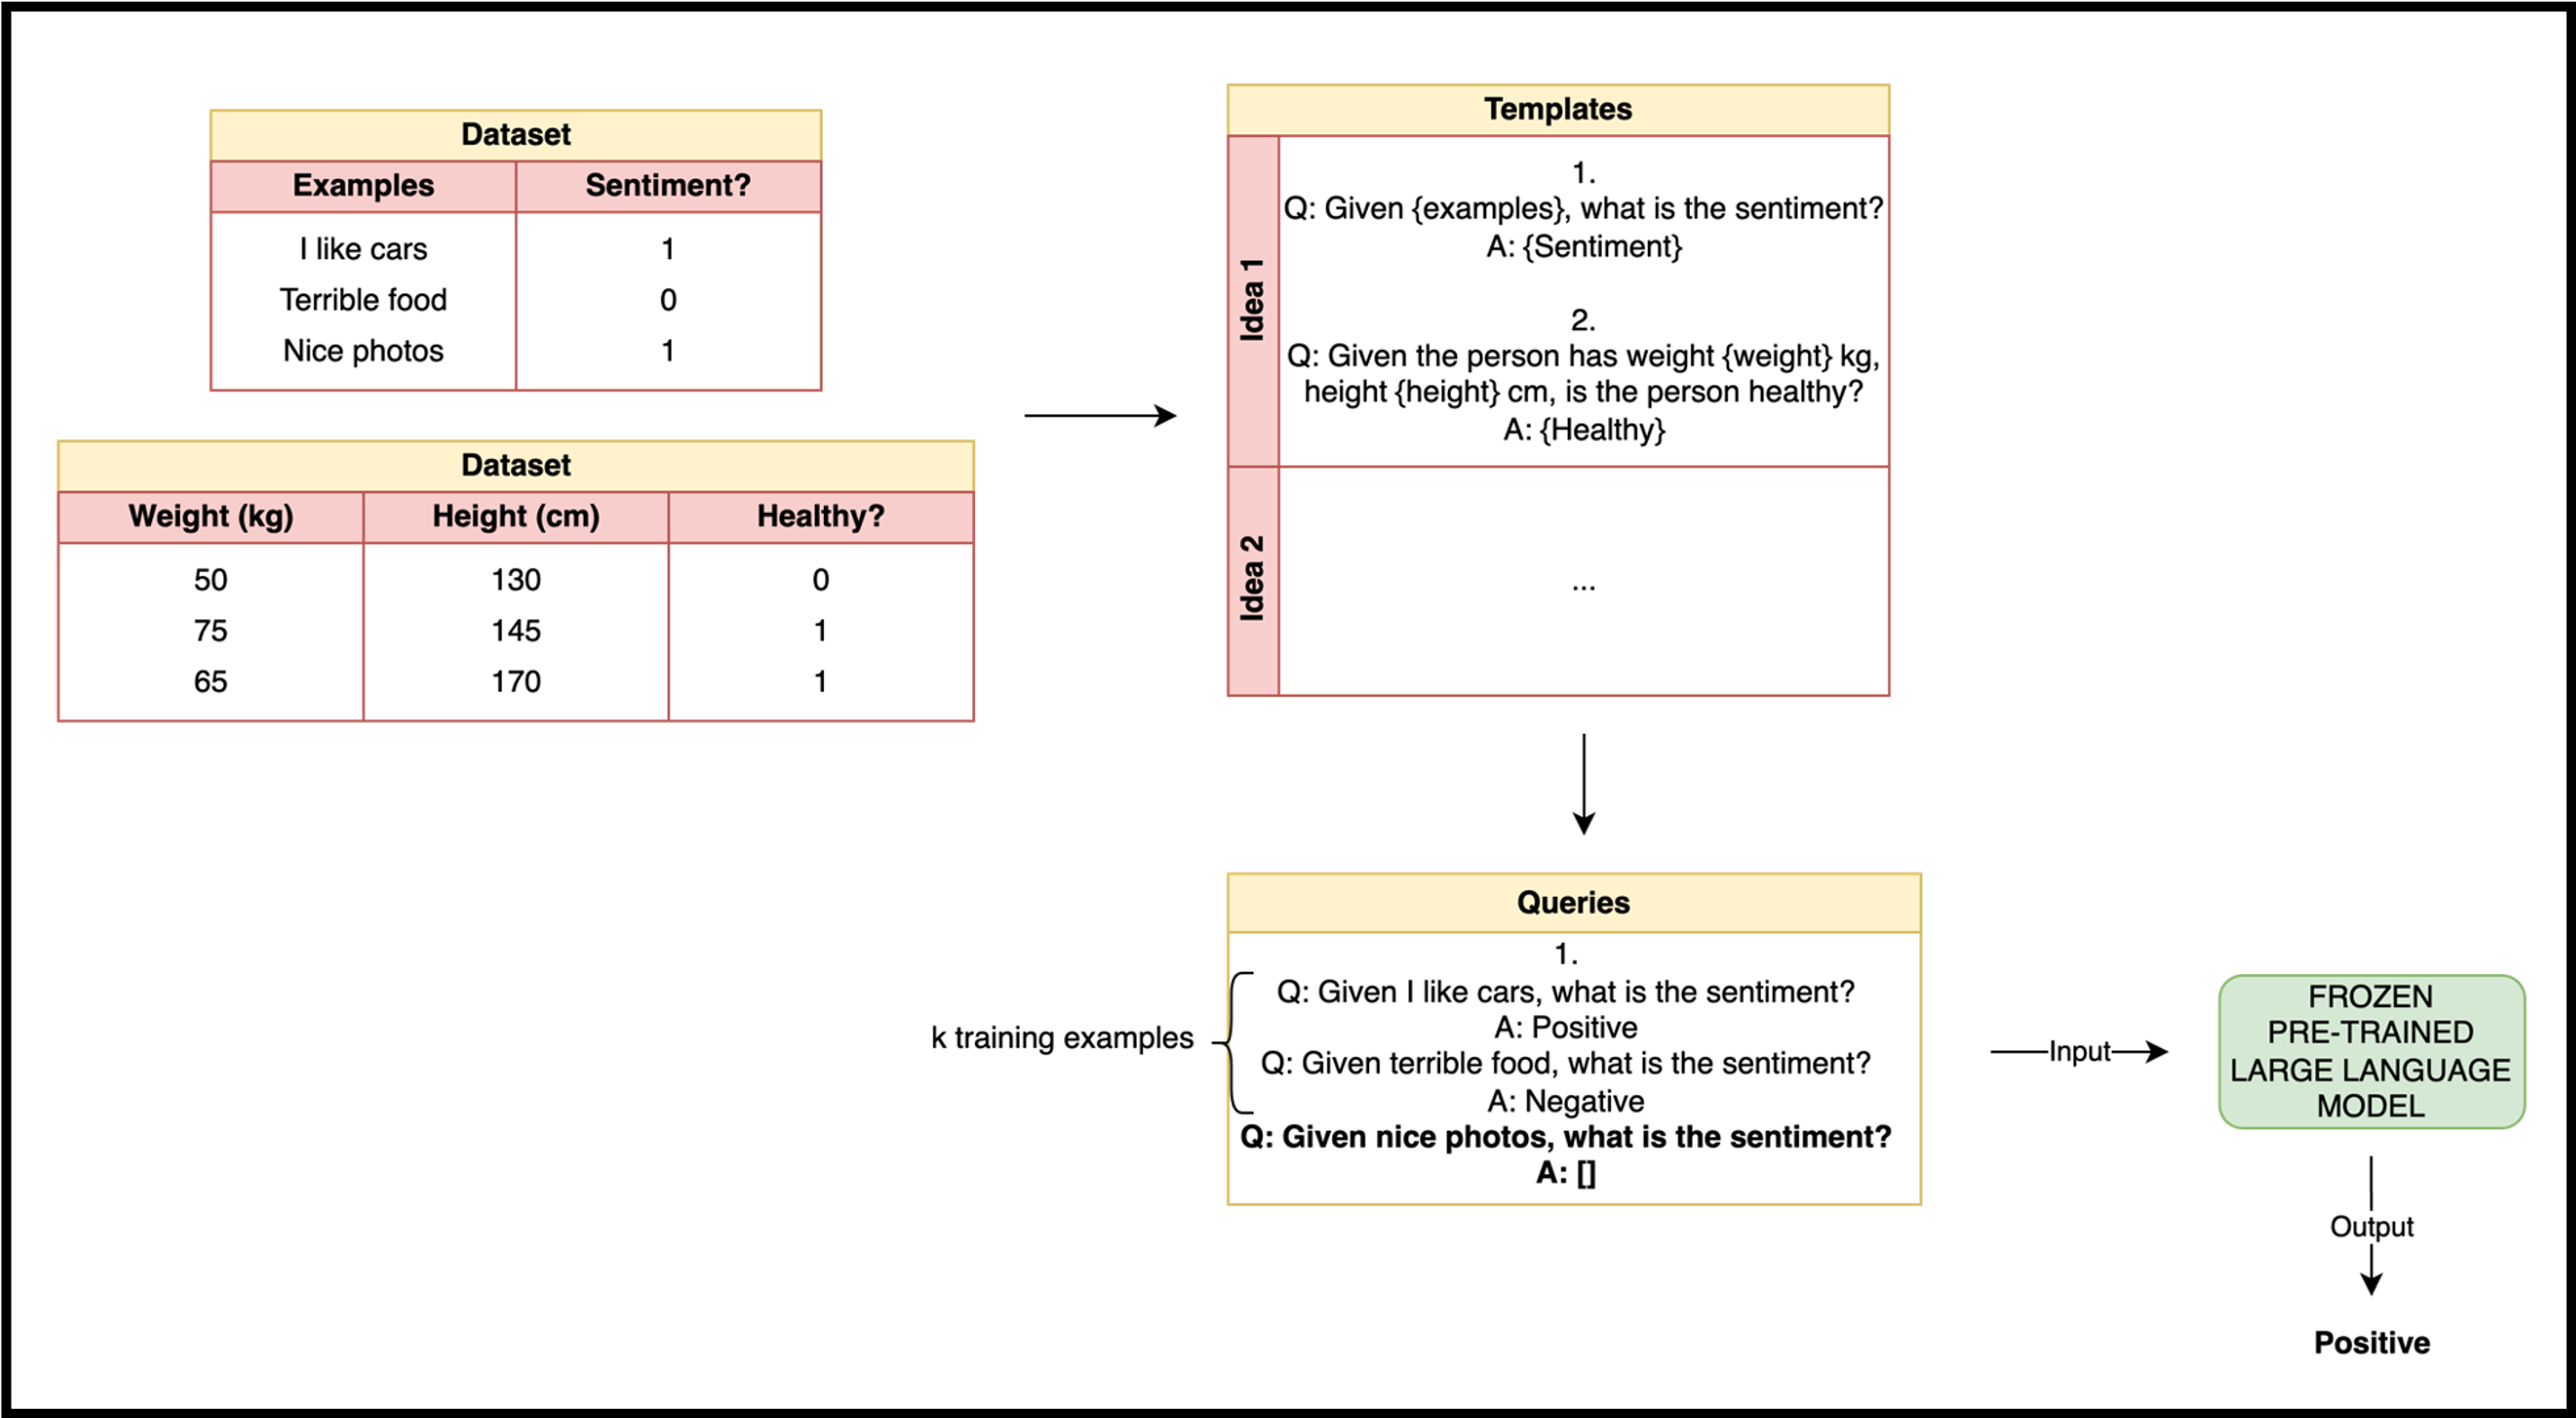 Dataset
Examples Sentiment?
I like cars 1
Terrible food 0
Nice photos 1
Dataset
Weight (kg) Height (cm) Healthy?
50 130 0
75 145 1
65 170 1
Templates
Idea 1
1.
Q: Given {examples}, what is the sentiment?
A: {Sentiment}
2.
Q: Given the person has weight {weight} kg,
height {height} cm, is the person healthy?
A: {Healthy}
Idea 2
...
Queries
1.
k training examples
Q: Given I like cars, what is the sentiment?
A: Positive
Q: Given terrible food, what is the sentiment?
A: Negative
Q: Given nice photos, what is the sentiment?
A: []
Input
FROZEN
PRE-TRAINED
LARGE LANGUAGE
MODEL
Output
Positive